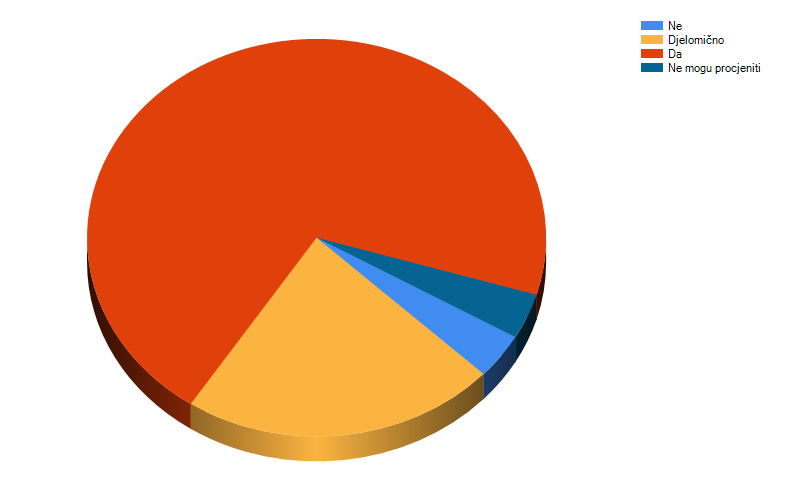 Ne
Djelomično
Da
Ne mogu procjeniti